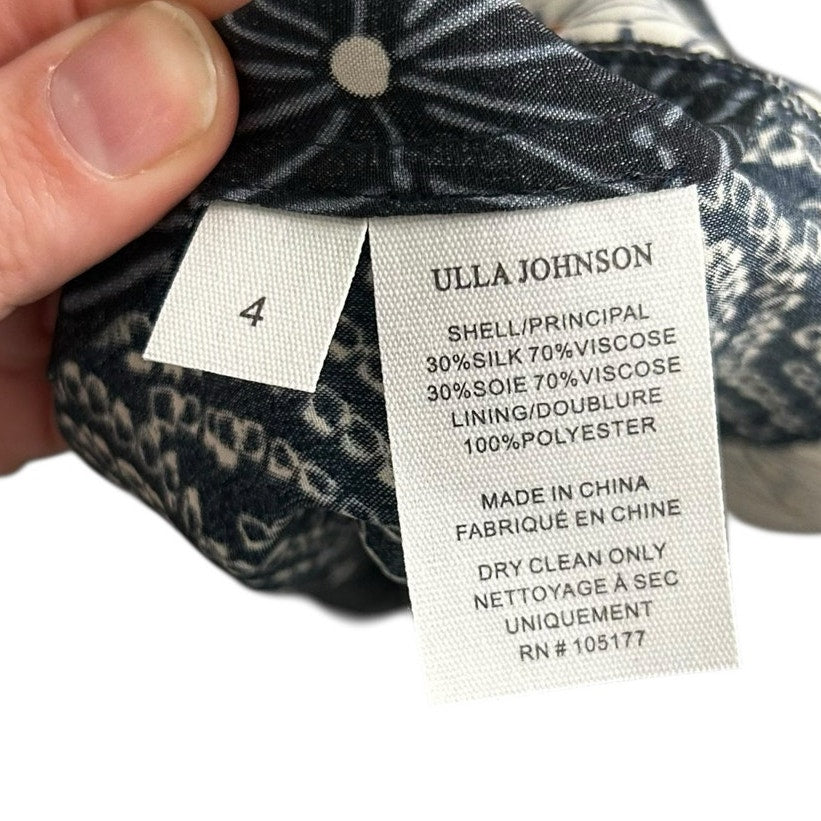 4
ULLA JOHNSON
SHELL/PRINCIPAL
30%SILK 70%VISCOSE
30%SOIE 70%VISCOSE
LINING/DOUBLURE
100%POLYESTER
MADE IN CHINA
FABRIQUÉ EN CHINE
DRY CLEAN ONLY
NETTOYAGE À SEC
UNIQUEMENT
RN # 105177